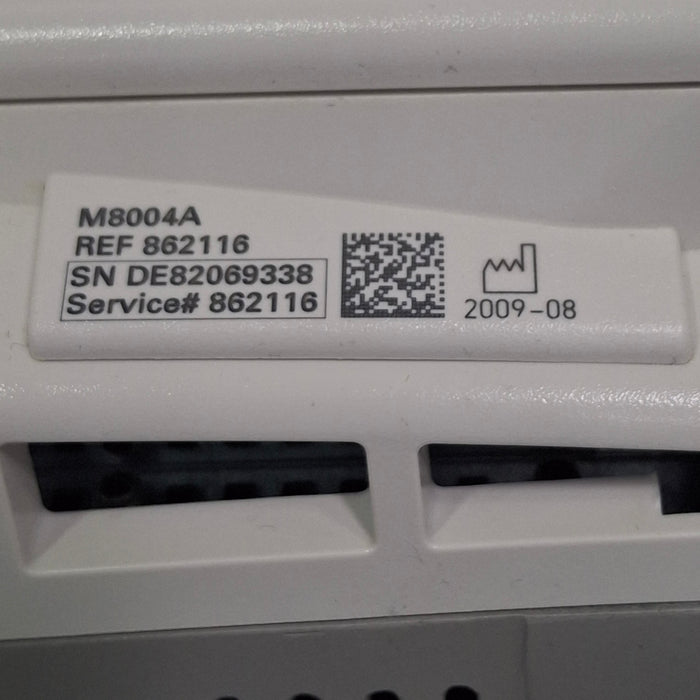 M8004A
REF 862116
SN DE82069338
Service# 862116
2009-08